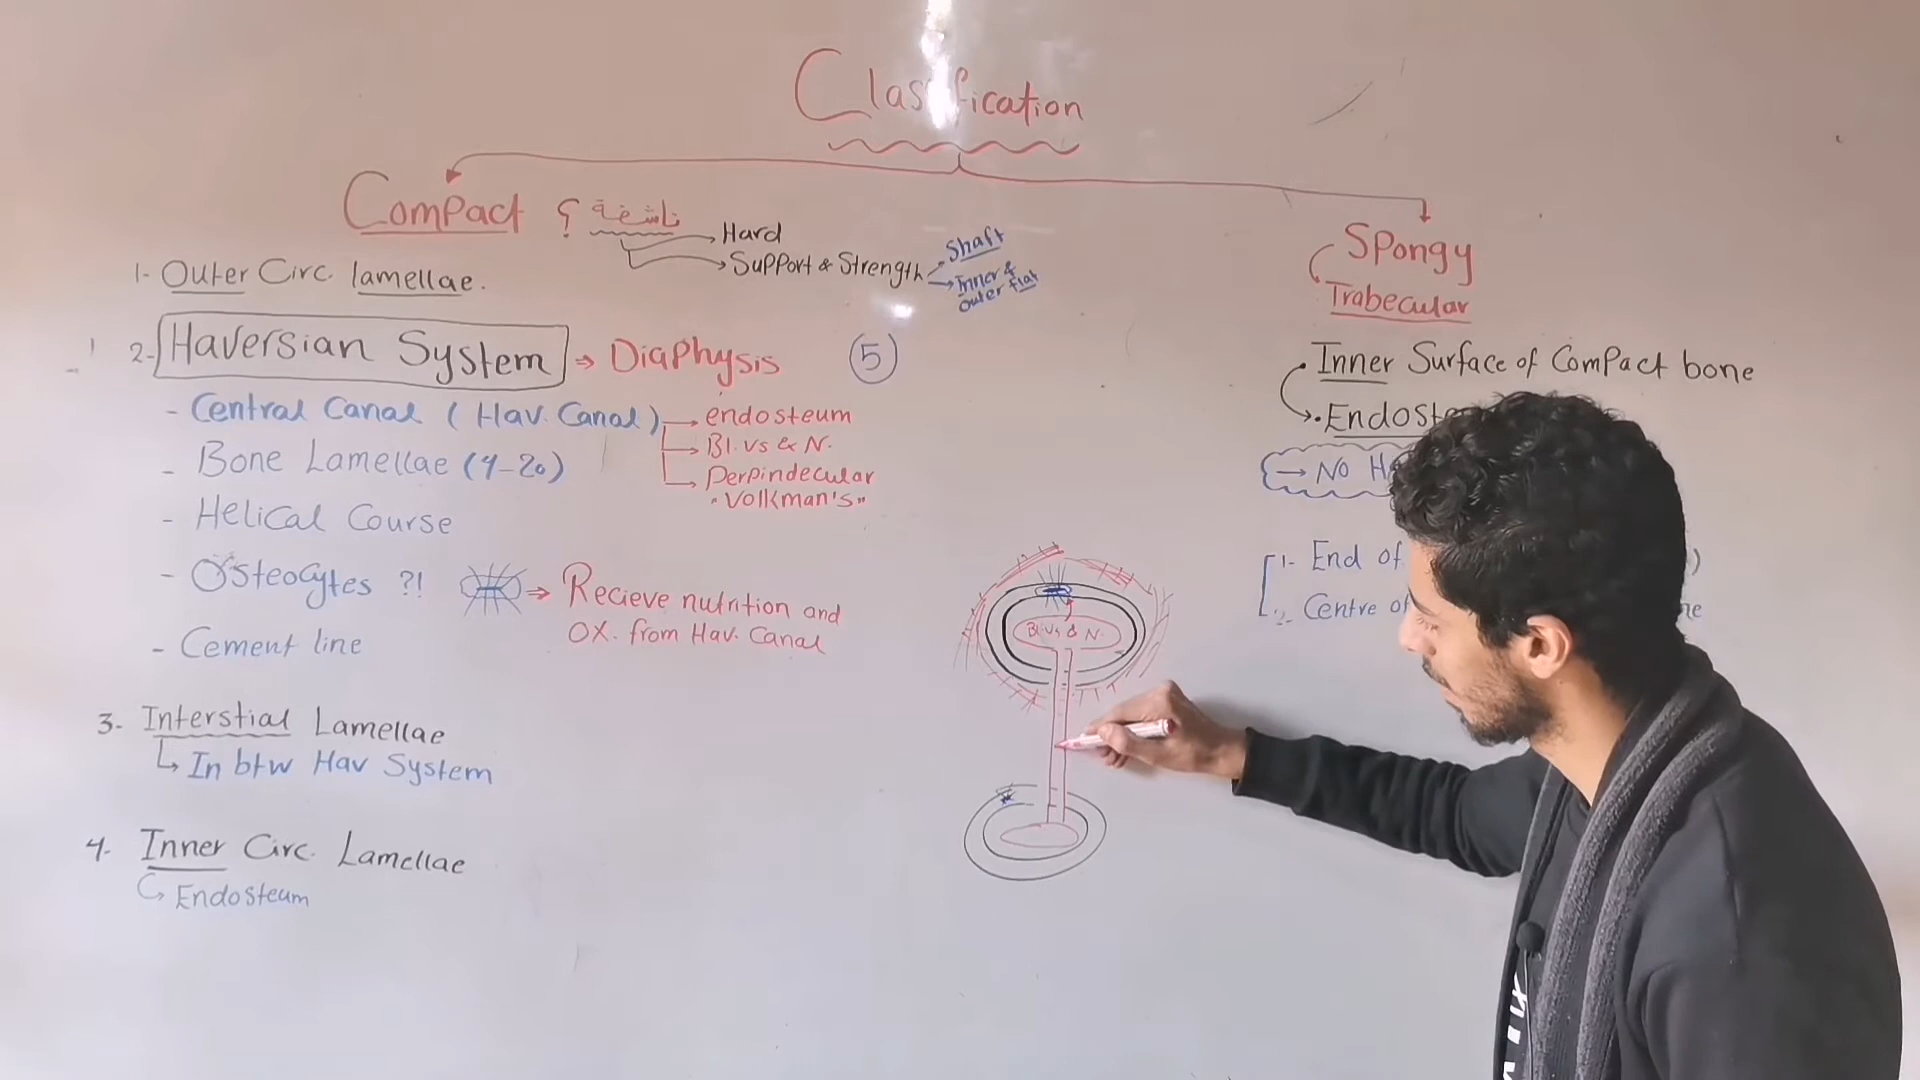 Classification
Compact ؟ ناشفة
Hard
Support & Strength
Shaft
Inner &
outer flat
1- Outer Circ. lamellae.
2- Haversian System ⇒ Diaphysis
5
- Central Canal (Hav. Canal)
→ endosteum
→ Bl. vs & N.
→ Perpindecular
"Volkman's"
- Bone Lamellae (4-20)
- Helical Course
- Osteocytes ?! ⇒ Recieve nutrition and
OX. from Hav. Canal
- Cement line
3- Interstial Lamellae
↳ In btw Hav System
4- Inner Circ. Lamellae
↳ Endosteum
Bl. Vs & N.
Spongy
Trabecular
Inner Surface of Compact bone
→ No
1- End of
2- Centre of